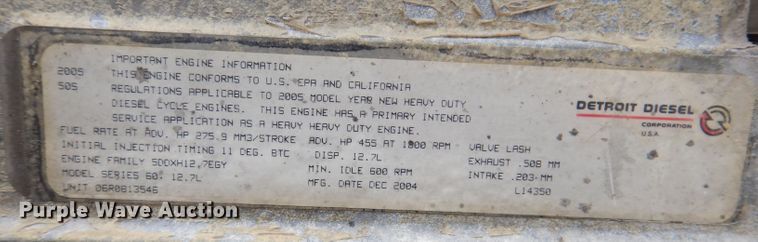 IMPORTANT ENGINE INFORMATION
2005 THIS ENGINE CONFORMS TO U.S. EPA AND CALIFORNIA
505 REGULATIONS APPLICABLE TO 2005 MODEL YEAR NEW HEAVY DUTY
DIESEL CYCLE ENGINES. THIS ENGINE HAS A PRIMARY INTENDED
SERVICE APPLICATION AS A HEAVY HEAVY DUTY ENGINE.
FUEL RATE AT ADV. HP 275.9 MM3/STROKE ADV. HP 455 AT 1800 RPM VALVE LASH
INITIAL INJECTION TIMING 11 DEG. BTC DISP. 12.7L EXHAUST .508 MM
ENGINE FAMILY 5DDXH12.7EGY MIN. IDLE 600 RPM INTAKE .203 MM
MODEL SERIES 60, 12.7L MFG. DATE DEC 2004 L14350
UNIT 06R0813546
DETROIT DIESEL
CORPORATION
U.S.A.
Purple Wave Auction